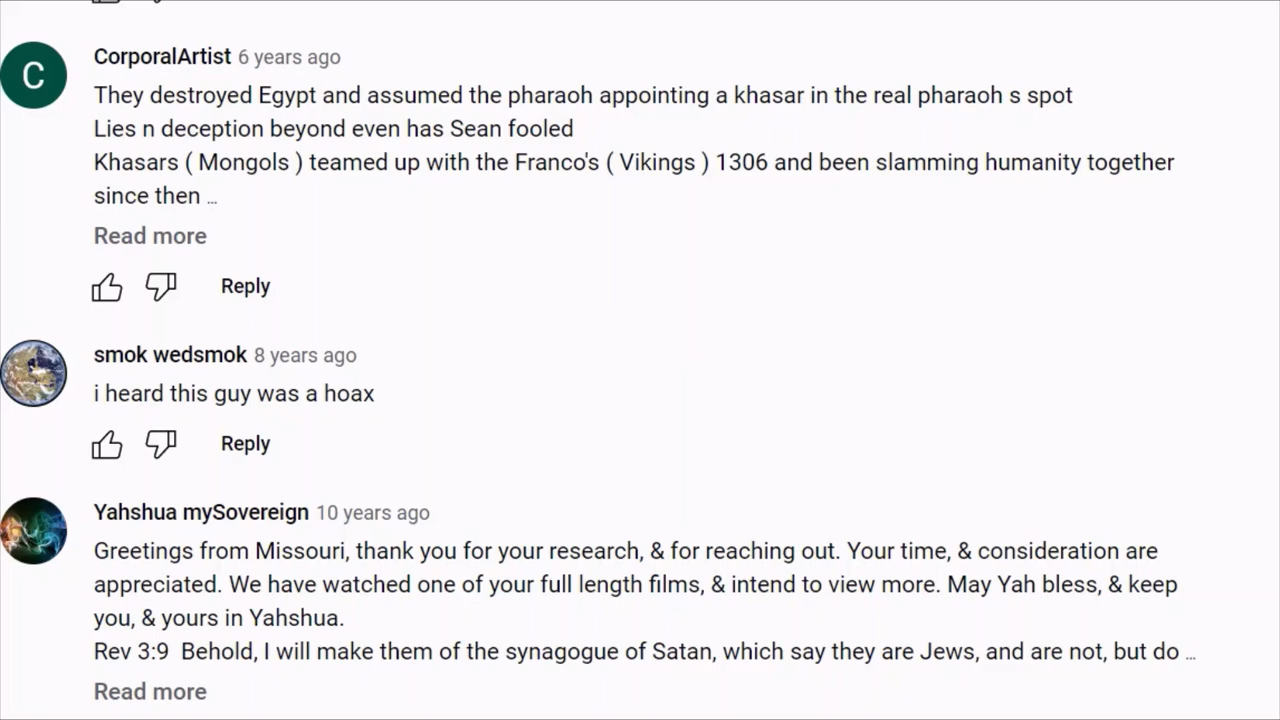 CorporalArtist 6 years ago
They destroyed Egypt and assumed the pharaoh appointing a khasar in the real pharaoh s spot
Lies n deception beyond even has Sean fooled
Khasars ( Mongols ) teamed up with the Franco's ( Vikings ) 1306 and been slamming humanity together
since then ...
Read more
Reply
smok wedsmok 8 years ago
i heard this guy was a hoax
Reply
Yahshua mySovereign 10 years ago
Greetings from Missouri, thank you for your research, & for reaching out. Your time, & consideration are
appreciated. We have watched one of your full length films, & intend to view more. May Yah bless, & keep
you, & yours in Yahshua.
Rev 3:9  Behold, I will make them of the synagogue of Satan, which say they are Jews, and are not, but do ...
Read more
C